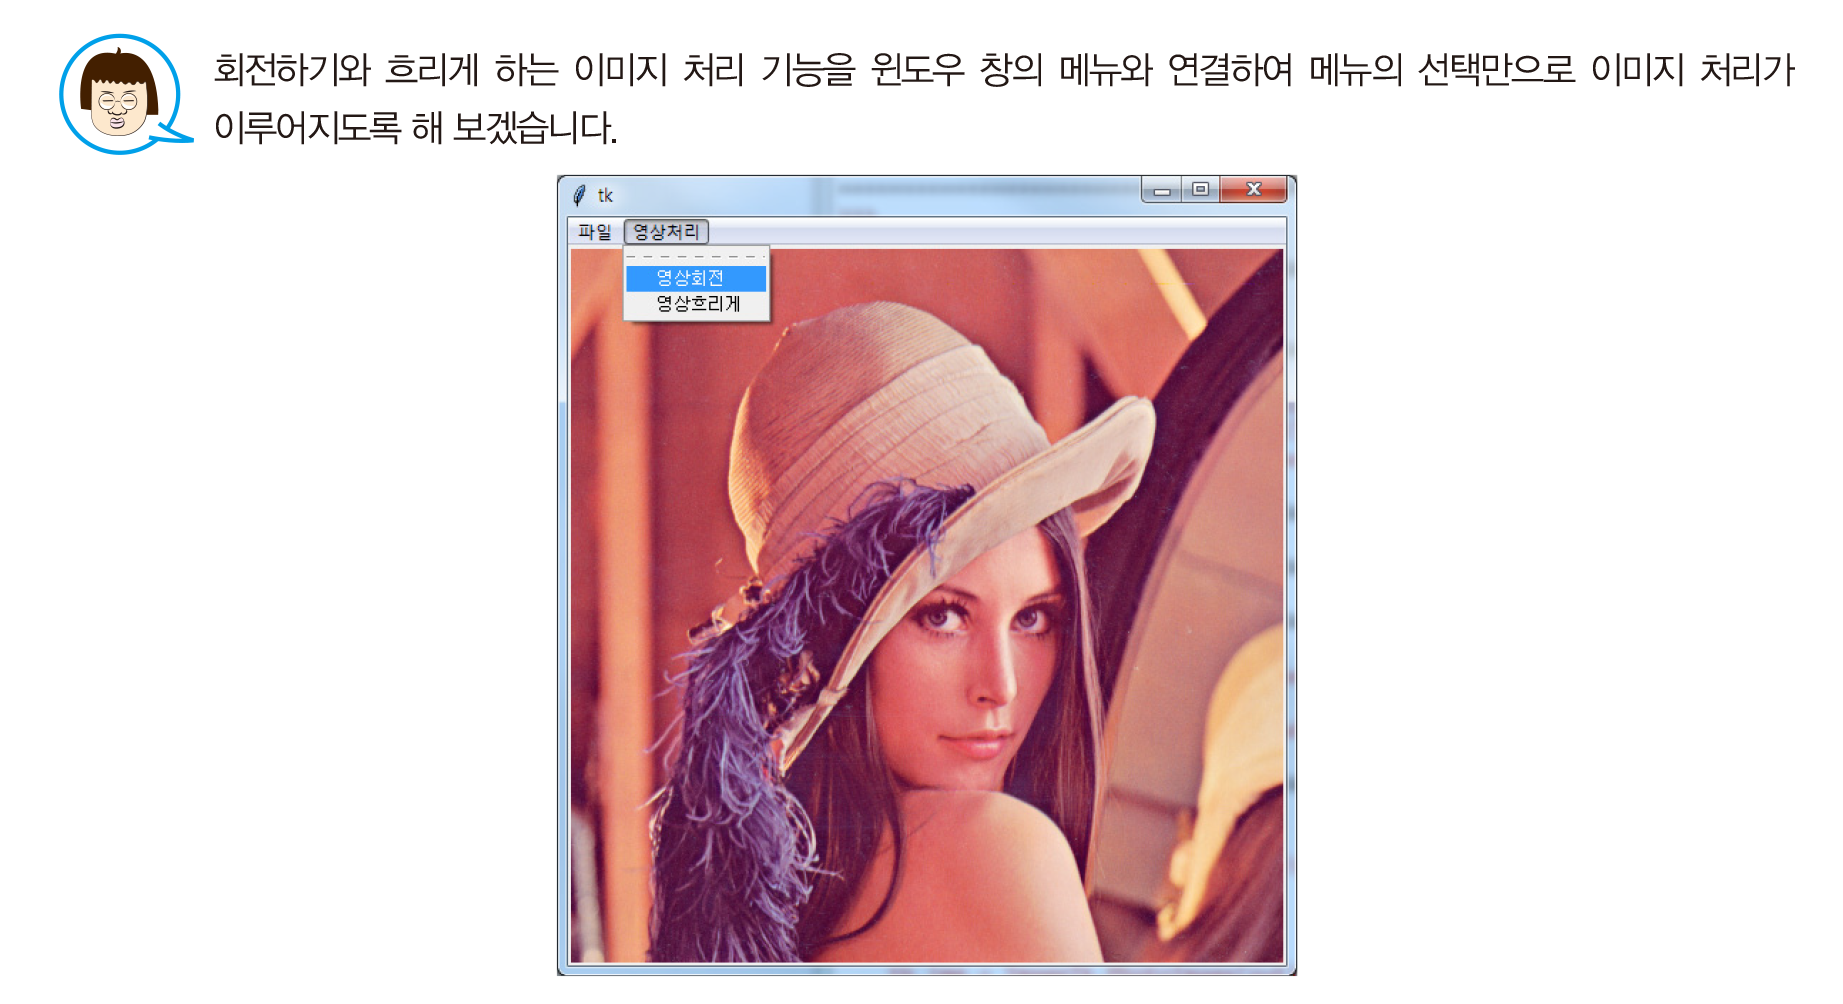 회전하기와 흐리게 하는 이미지 처리 기능을 윈도우 창의 메뉴와 연결하여 메뉴의 선택만으로 이미지 처리가
이루어지도록 해 보겠습니다.
tk
파일 영상처리
영상회전
영상흐리게